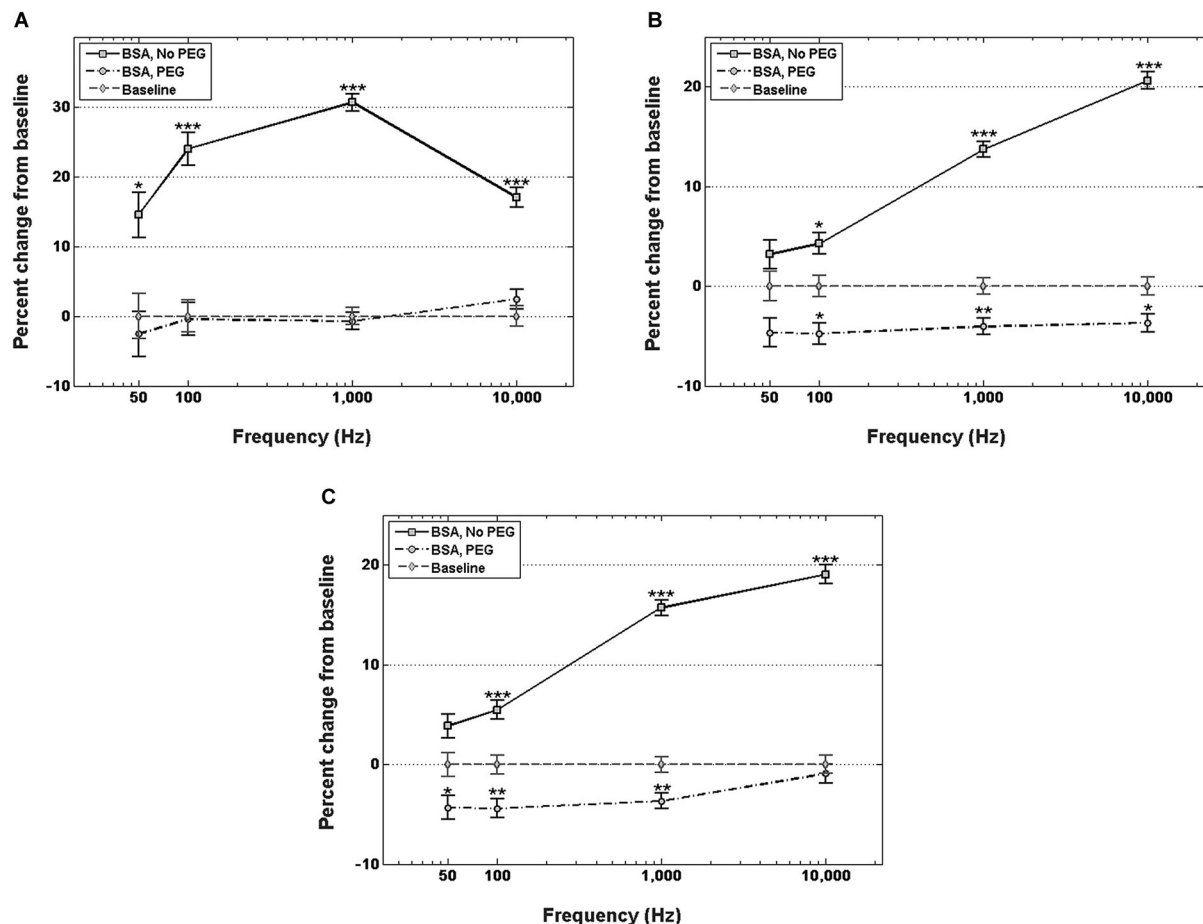 A
BSA, No PEG
BSA, PEG
Baseline
Percent change from baseline
30
20
10
0
-10
*
***
***
***
50
100
1,000
10,000
Frequency (Hz)
B
BSA, No PEG
BSA, PEG
Baseline
Percent change from baseline
20
10
0
-10
*
***
***
*
**
*
50
100
1,000
10,000
Frequency (Hz)
C
BSA, No PEG
BSA, PEG
Baseline
Percent change from baseline
20
10
0
-10
***
***
***
*
**
**
50
100
1,000
10,000
Frequency (Hz)